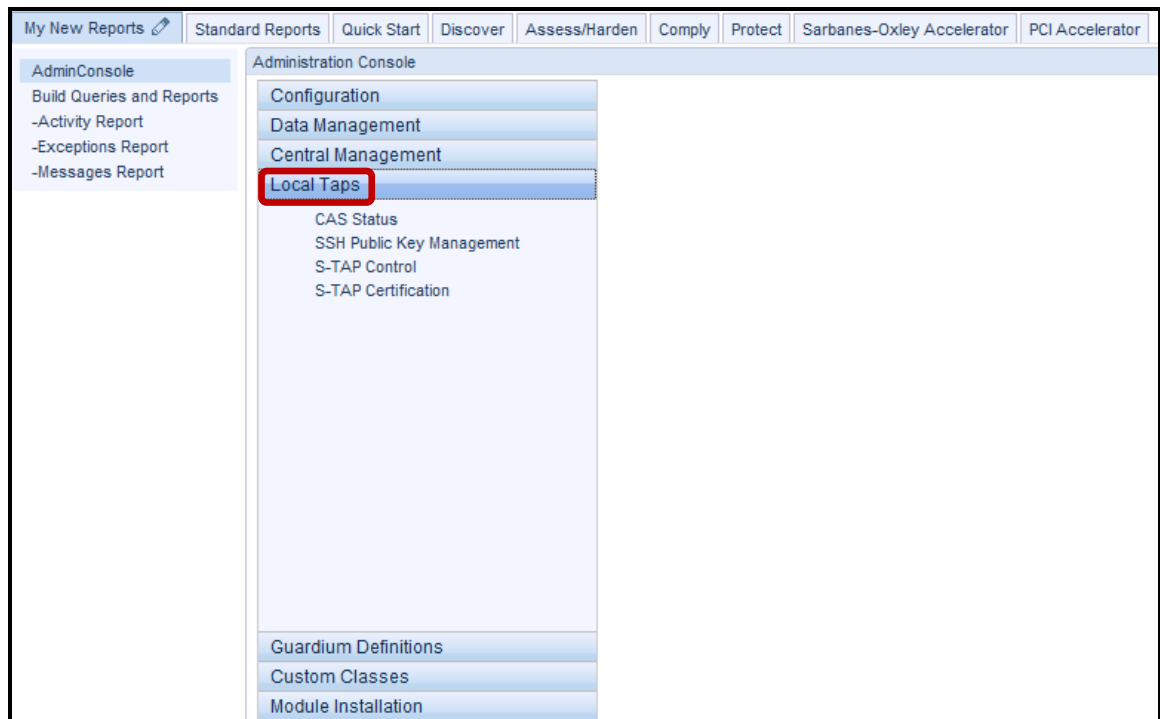 My New Reports
Standard Reports
Quick Start
Discover
Assess/Harden
Comply
Protect
Sarbanes-Oxley Accelerator
PCI Accelerator
AdminConsole
Build Queries and Reports
-Activity Report
-Exceptions Report
-Messages Report
Administration Console
Configuration
Data Management
Central Management
Local Taps
CAS Status
SSH Public Key Management
S-TAP Control
S-TAP Certification
Guardium Definitions
Custom Classes
Module Installation